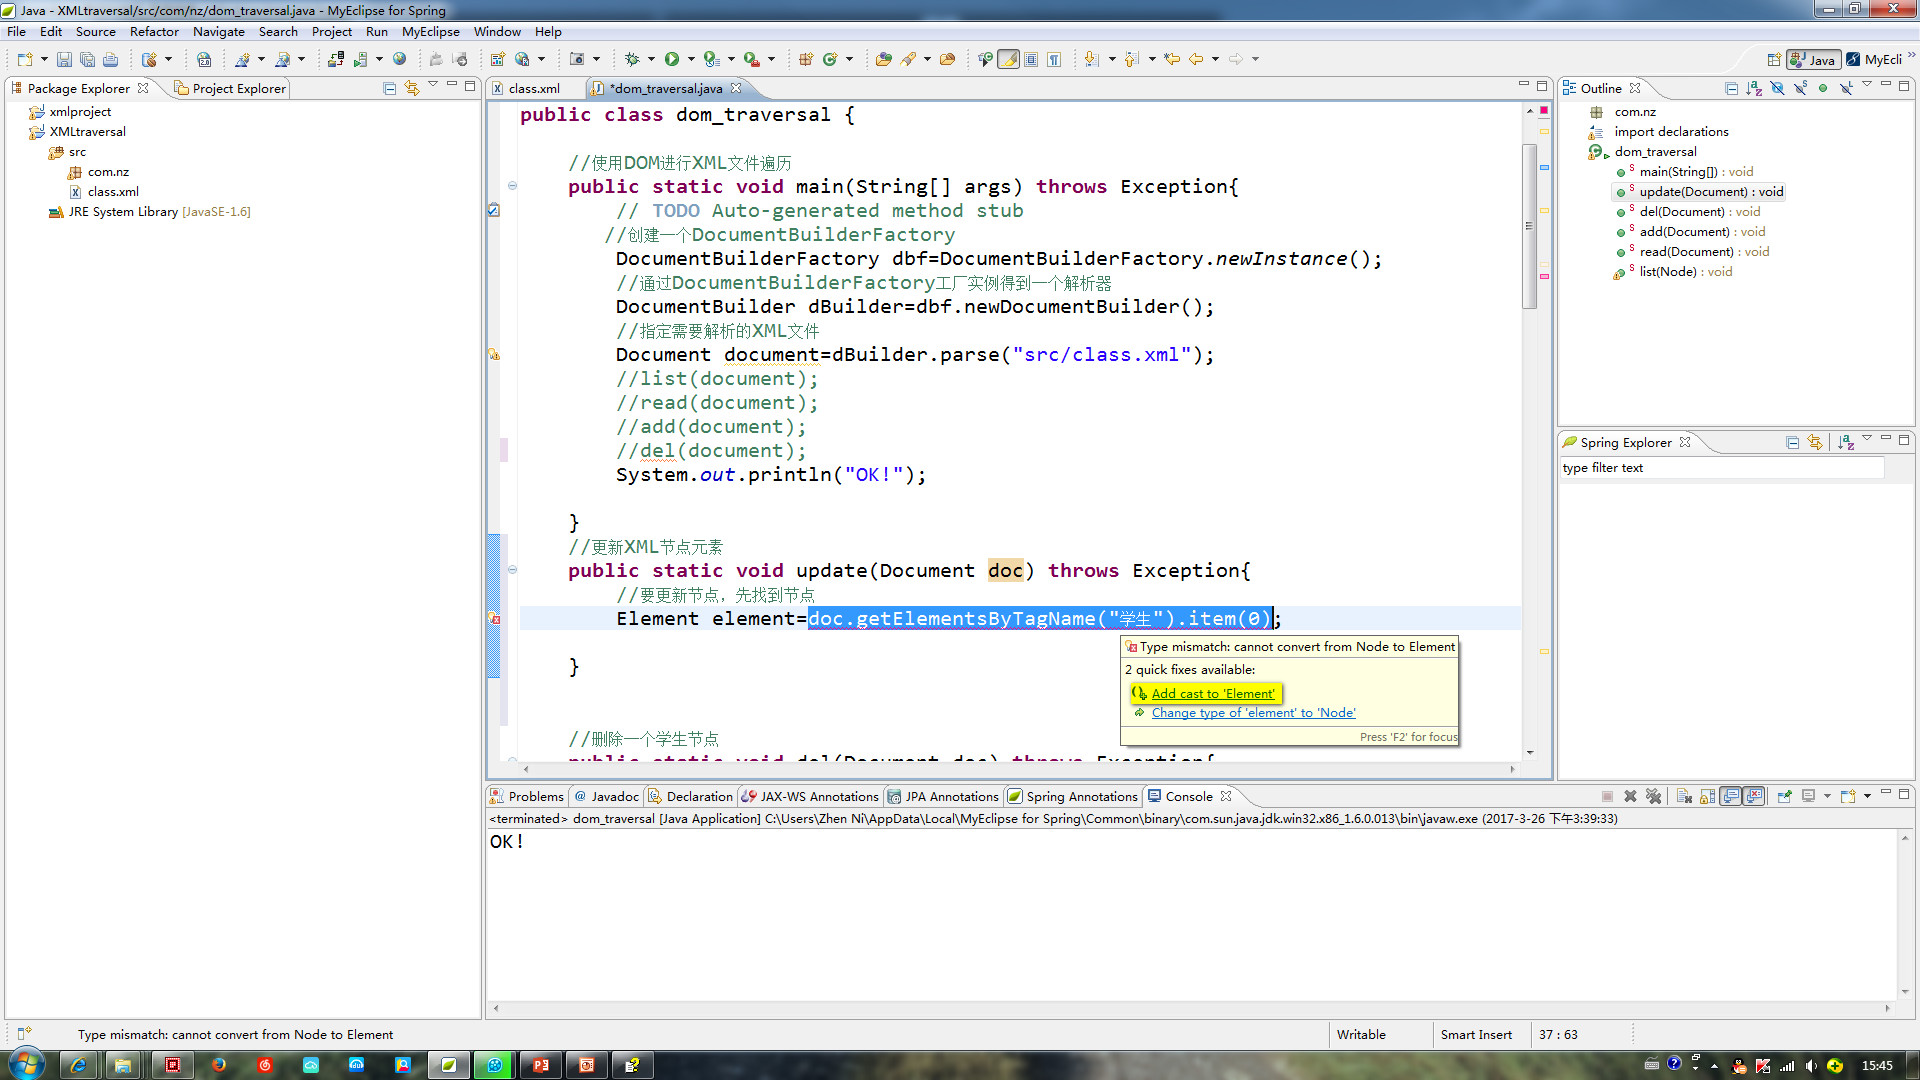 Java - XMLtraversal/src/com/nz/dom_traversal.java - MyEclipse for Spring
File Edit Source Refactor Navigate Search Project Run MyEclipse Window Help
Java MyEcli
Package Explorer Project Explorer
xmlproject
XMLtraversal
src
com.nz
class.xml
JRE System Library [JavaSE-1.6]
class.xml *dom_traversal.java
public class dom_traversal {
//使用DOM进行XML文件遍历
public static void main(String[] args) throws Exception{
// TODO Auto-generated method stub
//创建一个DocumentBuilderFactory
DocumentBuilderFactory dbf=DocumentBuilderFactory.newInstance();
//通过DocumentBuilderFactory工厂实例得到一个解析器
DocumentBuilder dBuilder=dbf.newDocumentBuilder();
//指定需要解析的XML文件
Document document=dBuilder.parse("src/class.xml");
//list(document);
//read(document);
//add(document);
//del(document);
System.out.println("OK!");
}
//更新XML节点元素
public static void update(Document doc) throws Exception{
//要更新节点，先找到节点
Element element=doc.getElementsByTagName("学生").item(0);
}
//删除一个学生节点
public static void del(Document doc) throws Exception{
Type mismatch: cannot convert from Node to Element
2 quick fixes available:
Add cast to 'Element'
Change type of 'element' to 'Node'
Press 'F2' for focus
Outline
com.nz
import declarations
dom_traversal
main(String[]) : void
update(Document) : void
del(Document) : void
add(Document) : void
read(Document) : void
list(Node) : void
Spring Explorer
type filter text
Problems @ Javadoc Declaration JAX-WS Annotations JPA Annotations Spring Annotations Console
<terminated> dom_traversal [Java Application] C:\Users\Zhen Ni\AppData\Local\MyEclipse for Spring\Common\binary\com.sun.java.jdk.win32.x86_1.6.0.013\bin\javaw.exe (2017-3-26 下午3:39:33)
OK!
Type mismatch: cannot convert from Node to Element
Writable
Smart Insert
37 : 63
15:45